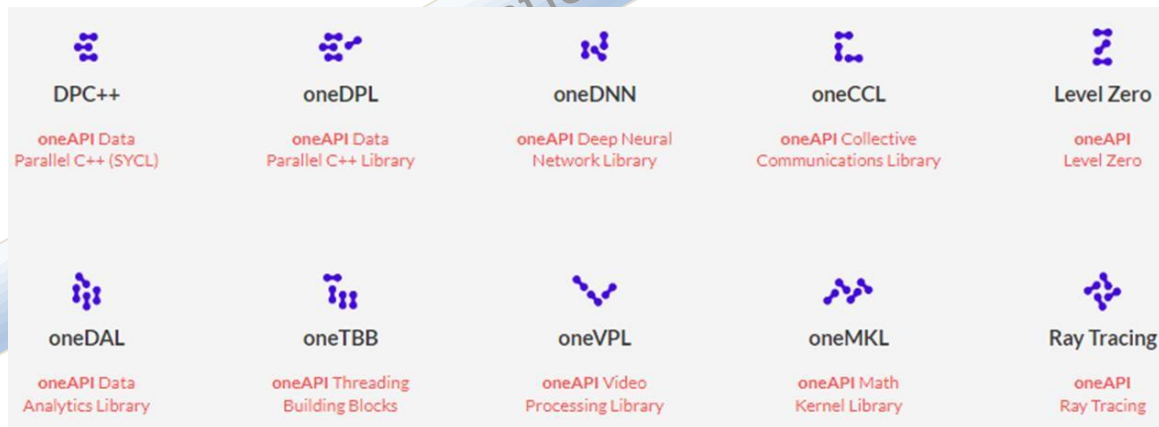 DPC++
oneDPL
oneDNN
oneCCL
Level Zero
oneAPI Data
Parallel C++ (SYCL)
oneAPI Data
Parallel C++ Library
oneAPI Deep Neural
Network Library
oneAPI Collective
Communications Library
oneAPI
Level Zero
oneDAL
oneTBB
oneVPL
oneMKL
Ray Tracing
oneAPI Data
Analytics Library
oneAPI Threading
Building Blocks
oneAPI Video
Processing Library
oneAPI Math
Kernel Library
oneAPI
Ray Tracing